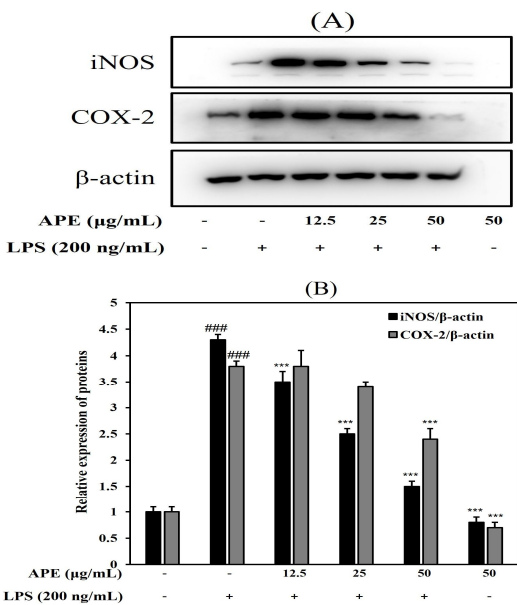 (A)
iNOS
COX-2
β-actin
APE (µg/mL) - - 12.5 25 50 50
LPS (200 ng/mL) - + + + + -
(B)
5
4.5
4
3.5
3
2.5
2
1.5
1
0.5
0
Relative expression of proteins
iNOS/β-actin
COX-2/β-actin
###
###
***
***
***
***
***
***
APE (µg/mL) - - 12.5 25 50 50
LPS (200 ng/mL) - + + + + -